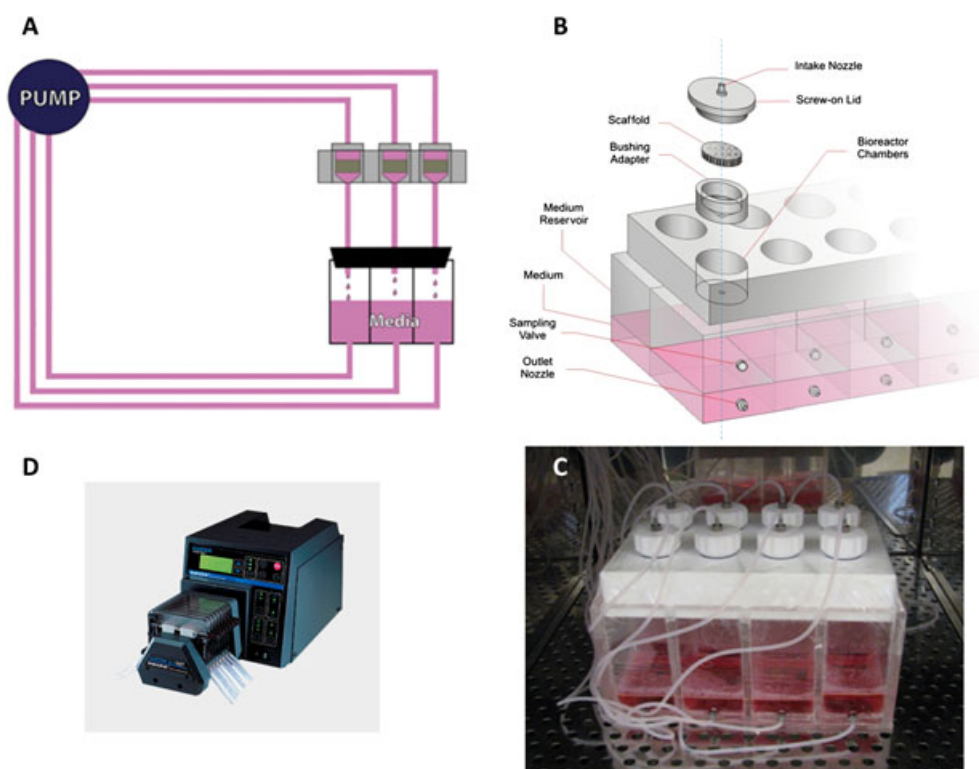 A
PUMP
Media
B
Intake Nozzle
Screw-on Lid
Scaffold
Bushing
Adapter
Bioreactor
Chambers
Medium
Reservoir
Medium
Sampling
Valve
Outlet
Nozzle
D
C